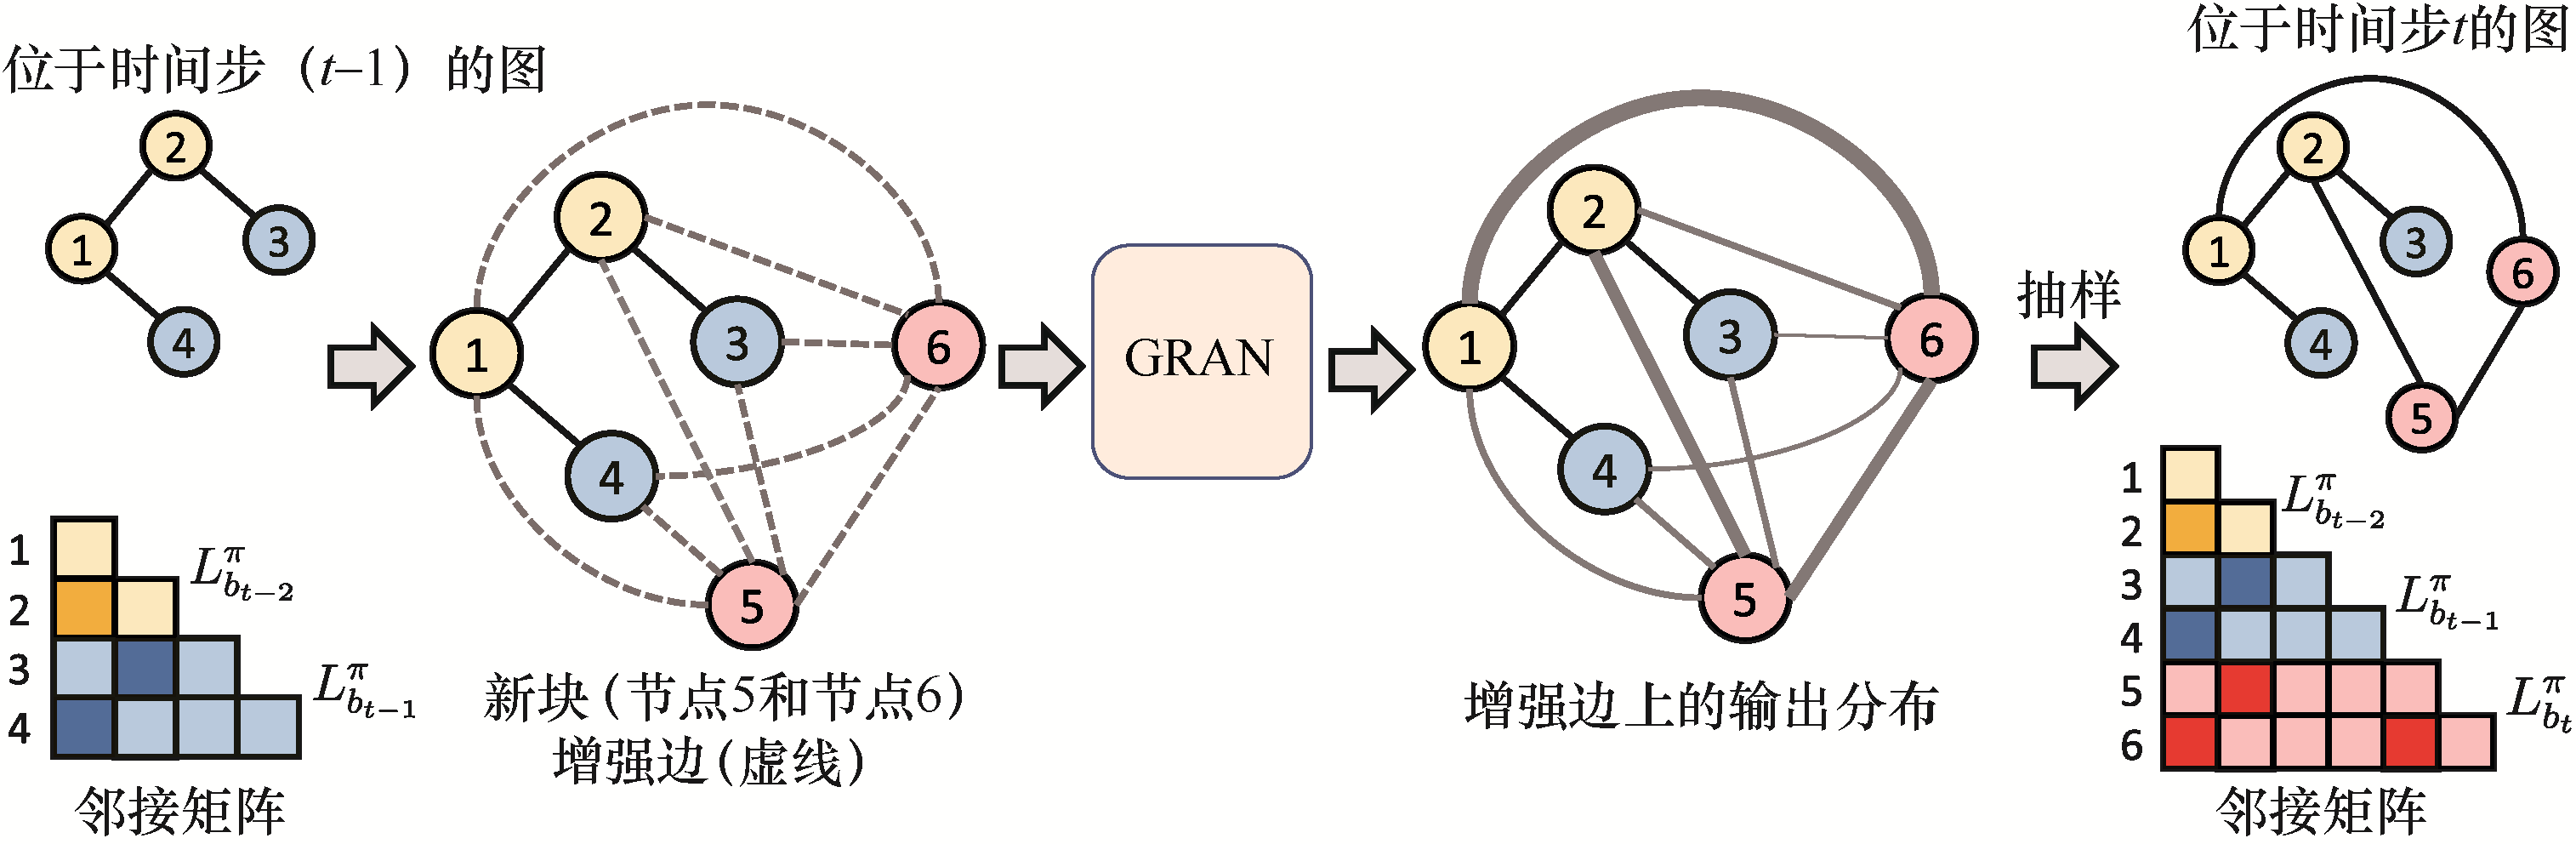 位于时间步（t–1）的图
2
1
3
4
1
2
3
4
L^π_{b_{t−2}}
L^π_{b_{t−1}}
邻接矩阵
2
1
3
6
4
5
新块(节点5和节点6)
增强边(虚线)
GRAN
2
1
3
6
4
5
增强边上的输出分布
抽样
位于时间步t的图
2
1
3
6
4
5
1
2
3
4
5
6
L^π_{b_{t−2}}
L^π_{b_{t−1}}
L^π_{b_t}
邻接矩阵